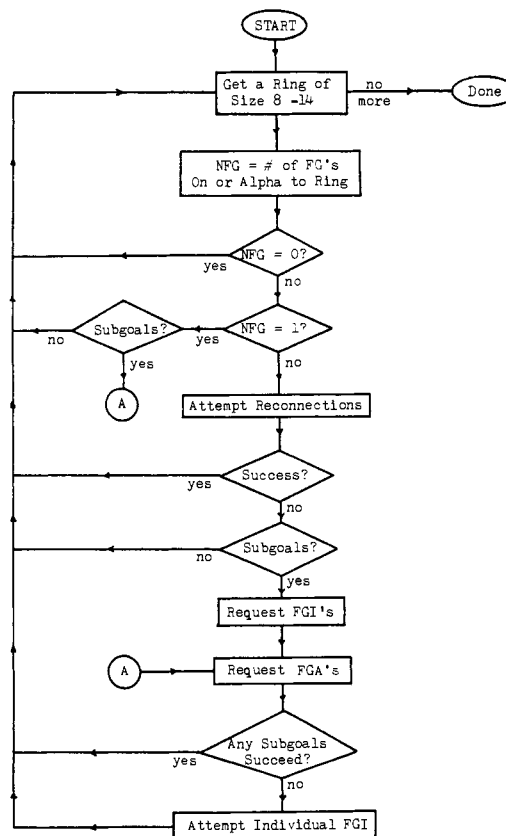 START
Get a Ring of
Size 8 -14
no
more
Done
NFG = # of FG's
On or Alpha to Ring
NFG = 0?
yes
no
Subgoals?
no
yes
NFG = 1?
yes
no
A
Attempt Reconnections
Success?
yes
no
Subgoals?
no
yes
Request FGI's
A
Request FGA's
Any Subgoals
Succeed?
yes
no
Attempt Individual FGI